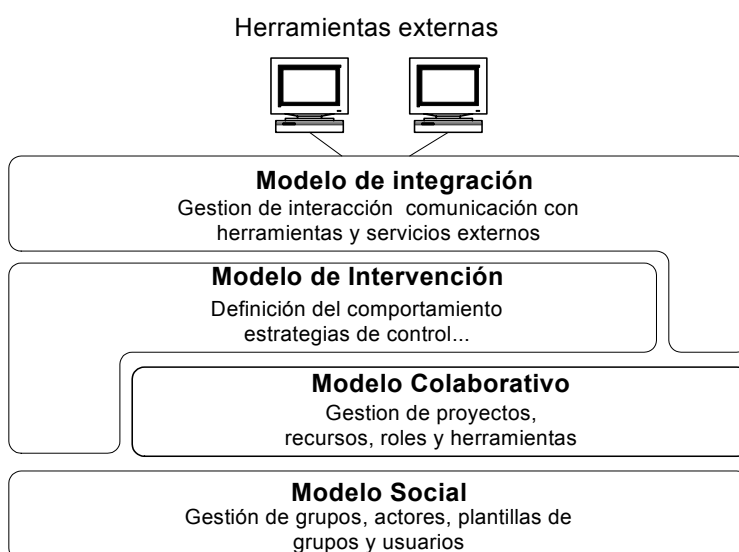 Herramientas externas
Modelo de integración
Gestion de interacción comunicación con
herramientas y servicios externos
Modelo de Intervención
Definición del comportamiento
estrategias de control...
Modelo Colaborativo
Gestion de proyectos,
recursos, roles y herramientas
Modelo Social
Gestión de grupos, actores, plantillas de
grupos y usuarios